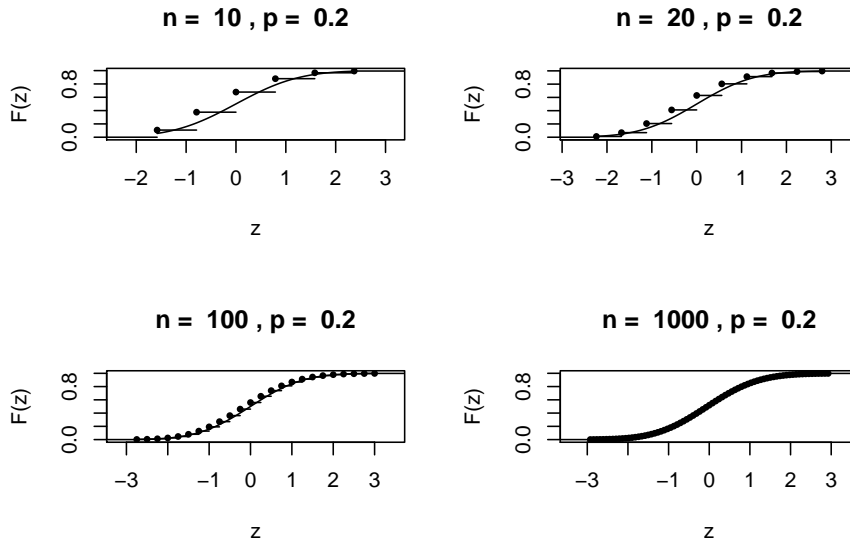 n = 10 , p = 0.2
F(z)
0.8
0.0
−2 −1 0 1 2 3
z
n = 20 , p = 0.2
F(z)
0.8
0.0
−3 −2 −1 0 1 2 3
z
n = 100 , p = 0.2
F(z)
0.8
0.0
−3 −1 0 1 2 3
z
n = 1000 , p = 0.2
F(z)
0.8
0.0
−3 −1 0 1 2 3
z